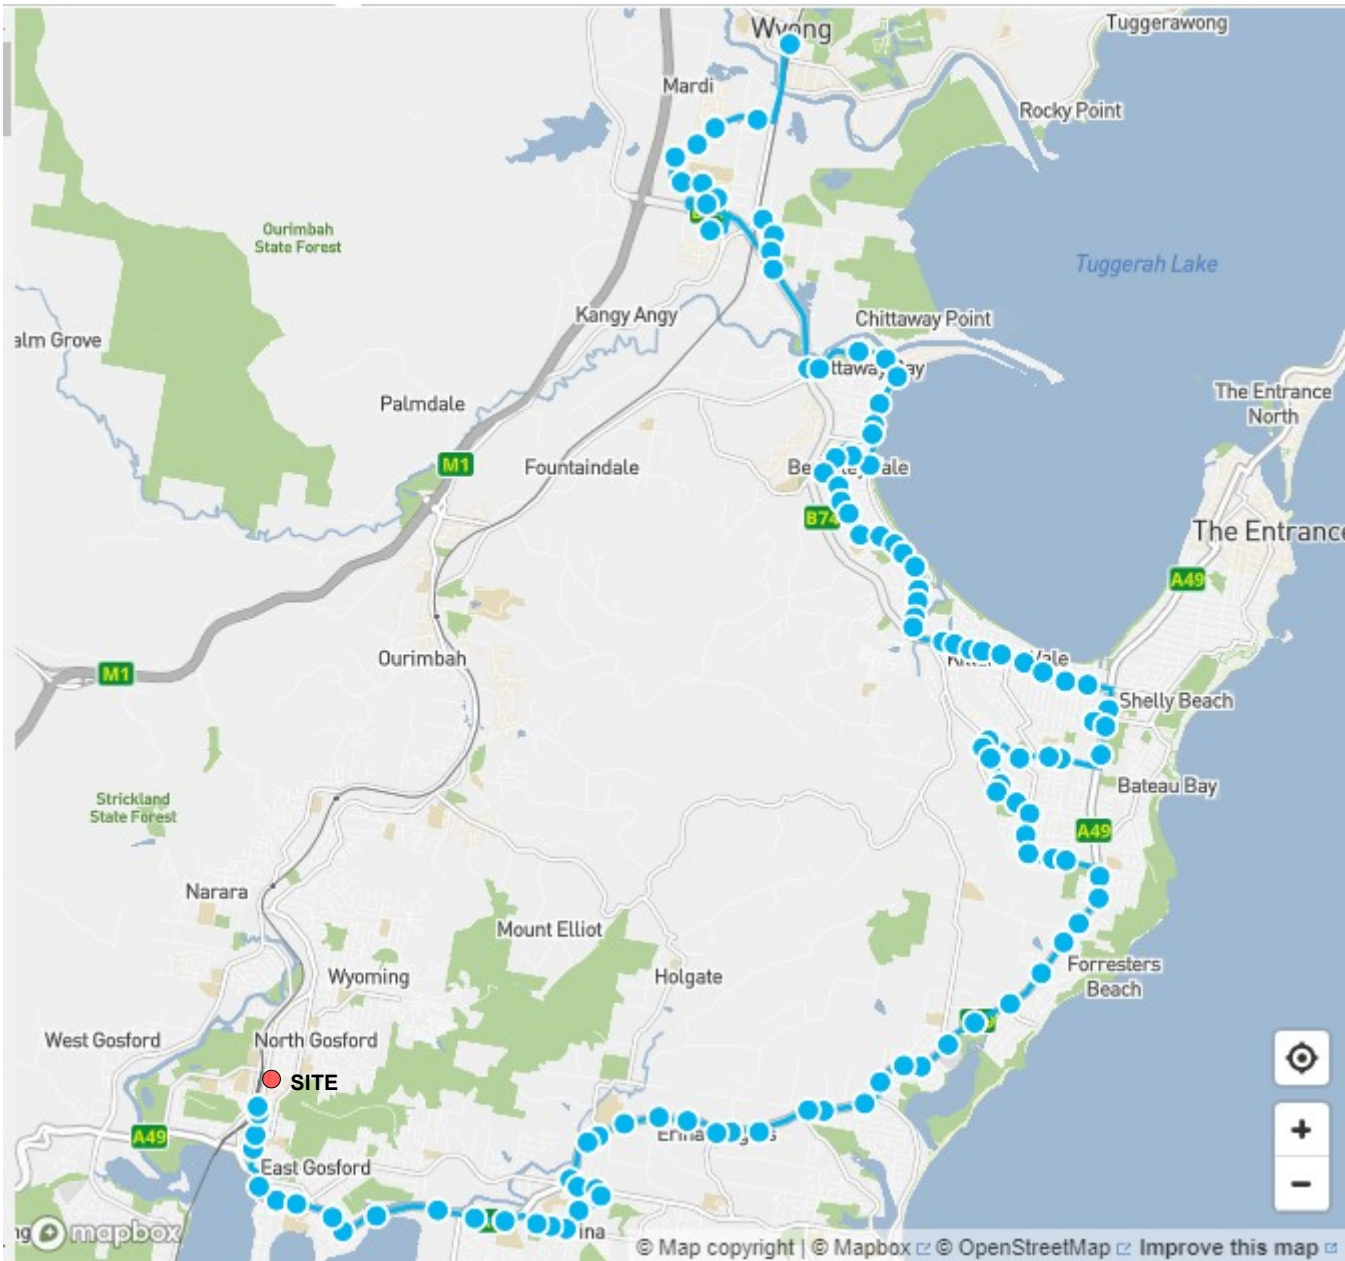 Wyong
Tuggerawong
Mardi
Rocky Point
Ourimbah
State Forest
Tuggerah Lake
Kangy Angy
Chittaway Point
alm Grove
ttaway Bay
The Entrance
North
Palmdale
M1
Fountaindale
B74
The Entrance
A49
Ourimbah
Vale
M1
Shelly Beach
Bateau Bay
Strickland
State Forest
A49
Narara
Mount Elliot
Wyoming
Holgate
Forresters
Beach
West Gosford
North Gosford
SITE
A49
East Gosford
ina
mapbox
+
−
© Map copyright | © Mapbox © OpenStreetMap Improve this map